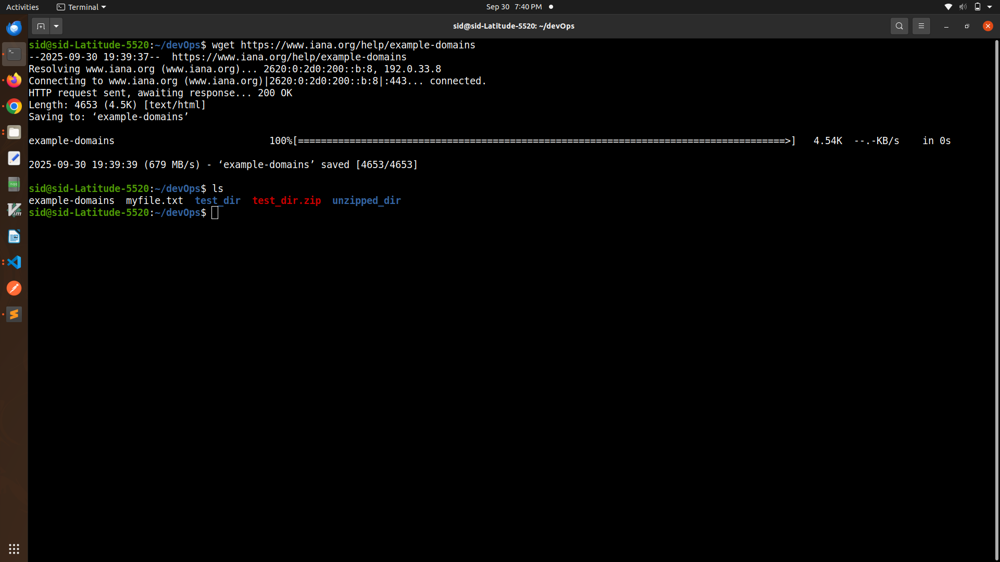 Activities Terminal Sep 30 7:40 PM
sid@sid-Latitude-5520: ~/devOps
sid@sid-Latitude-5520:~/devOps$ wget https://www.iana.org/help/example-domains
--2025-09-30 19:39:37-- https://www.iana.org/help/example-domains
Resolving www.iana.org (www.iana.org)... 2620:0:2d0:200::b:8, 192.0.33.8
Connecting to www.iana.org (www.iana.org)|2620:0:2d0:200::b:8|:443... connected.
HTTP request sent, awaiting response... 200 OK
Length: 4653 (4.5K) [text/html]
Saving to: ‘example-domains’
example-domains 100%[=====================================================================================>] 4.54K --.-KB/s in 0s
2025-09-30 19:39:39 (679 MB/s) - ‘example-domains’ saved [4653/4653]
sid@sid-Latitude-5520:~/devOps$ ls
example-domains myfile.txt test_dir test_dir.zip unzipped_dir
sid@sid-Latitude-5520:~/devOps$